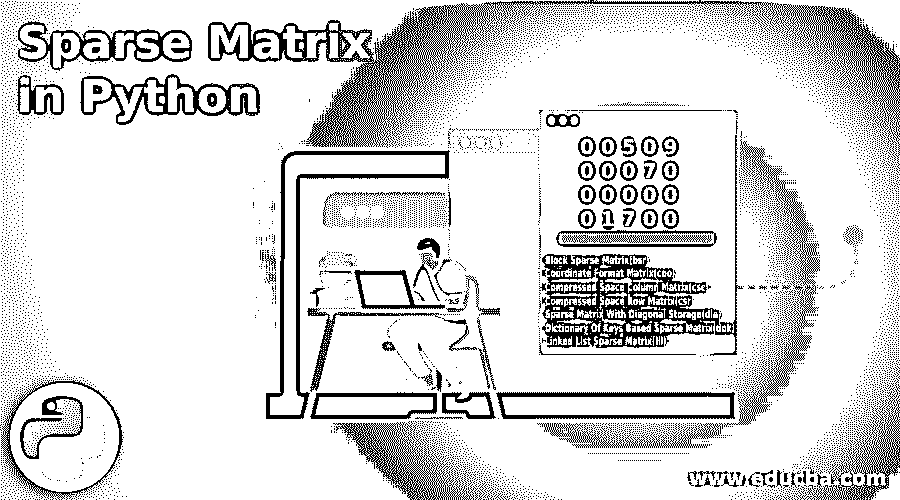 Sparse Matrix
in Python
00509
00070
00000
01700
Block Sparse Matrix(bsr)
Coordinate Format Matrix(coo)
Compressed Space Column Matrix(csc)
Compressed Space Row Matrix(csr)
Sparse Matrix With Diagonal Storage(dia)
Dictionary Of Keys Based Sparse Matrix(dok)
Linked List Sparse Matrix(lil)
www.educba.com